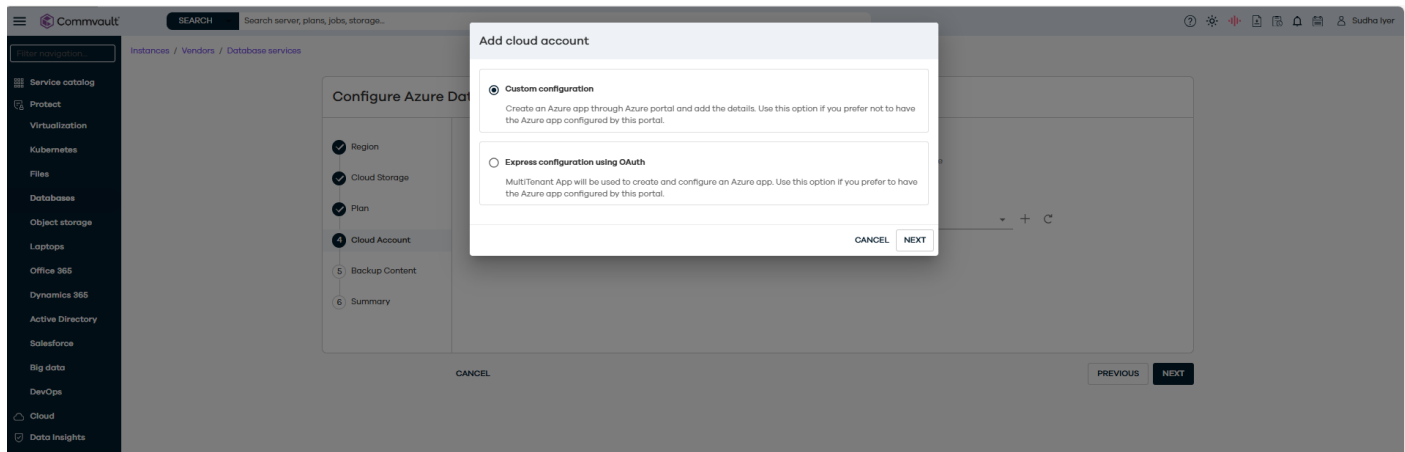 Commvault
SEARCH
Search server, plans, jobs, storage...
Sudha Iyer
Filter navigation...
Service catalog
Protect
Virtualization
Kubernetes
Files
Databases
Object storage
Laptops
Office 365
Dynamics 365
Active Directory
Salesforce
Big data
DevOps
Cloud
Data Insights
Instances / Vendors / Database services
Configure Azure Dat
Region
Cloud Storage
Plan
4 Cloud Account
5 Backup Content
6 Summary
Add cloud account
Custom configuration
Create an Azure app through Azure portal and add the details. Use this option if you prefer not to have
the Azure app configured by this portal.
Express configuration using OAuth
MultiTenant App will be used to create and configure an Azure app. Use this option if you prefer to have
the Azure app configured by this portal.
CANCEL NEXT
CANCEL
PREVIOUS NEXT